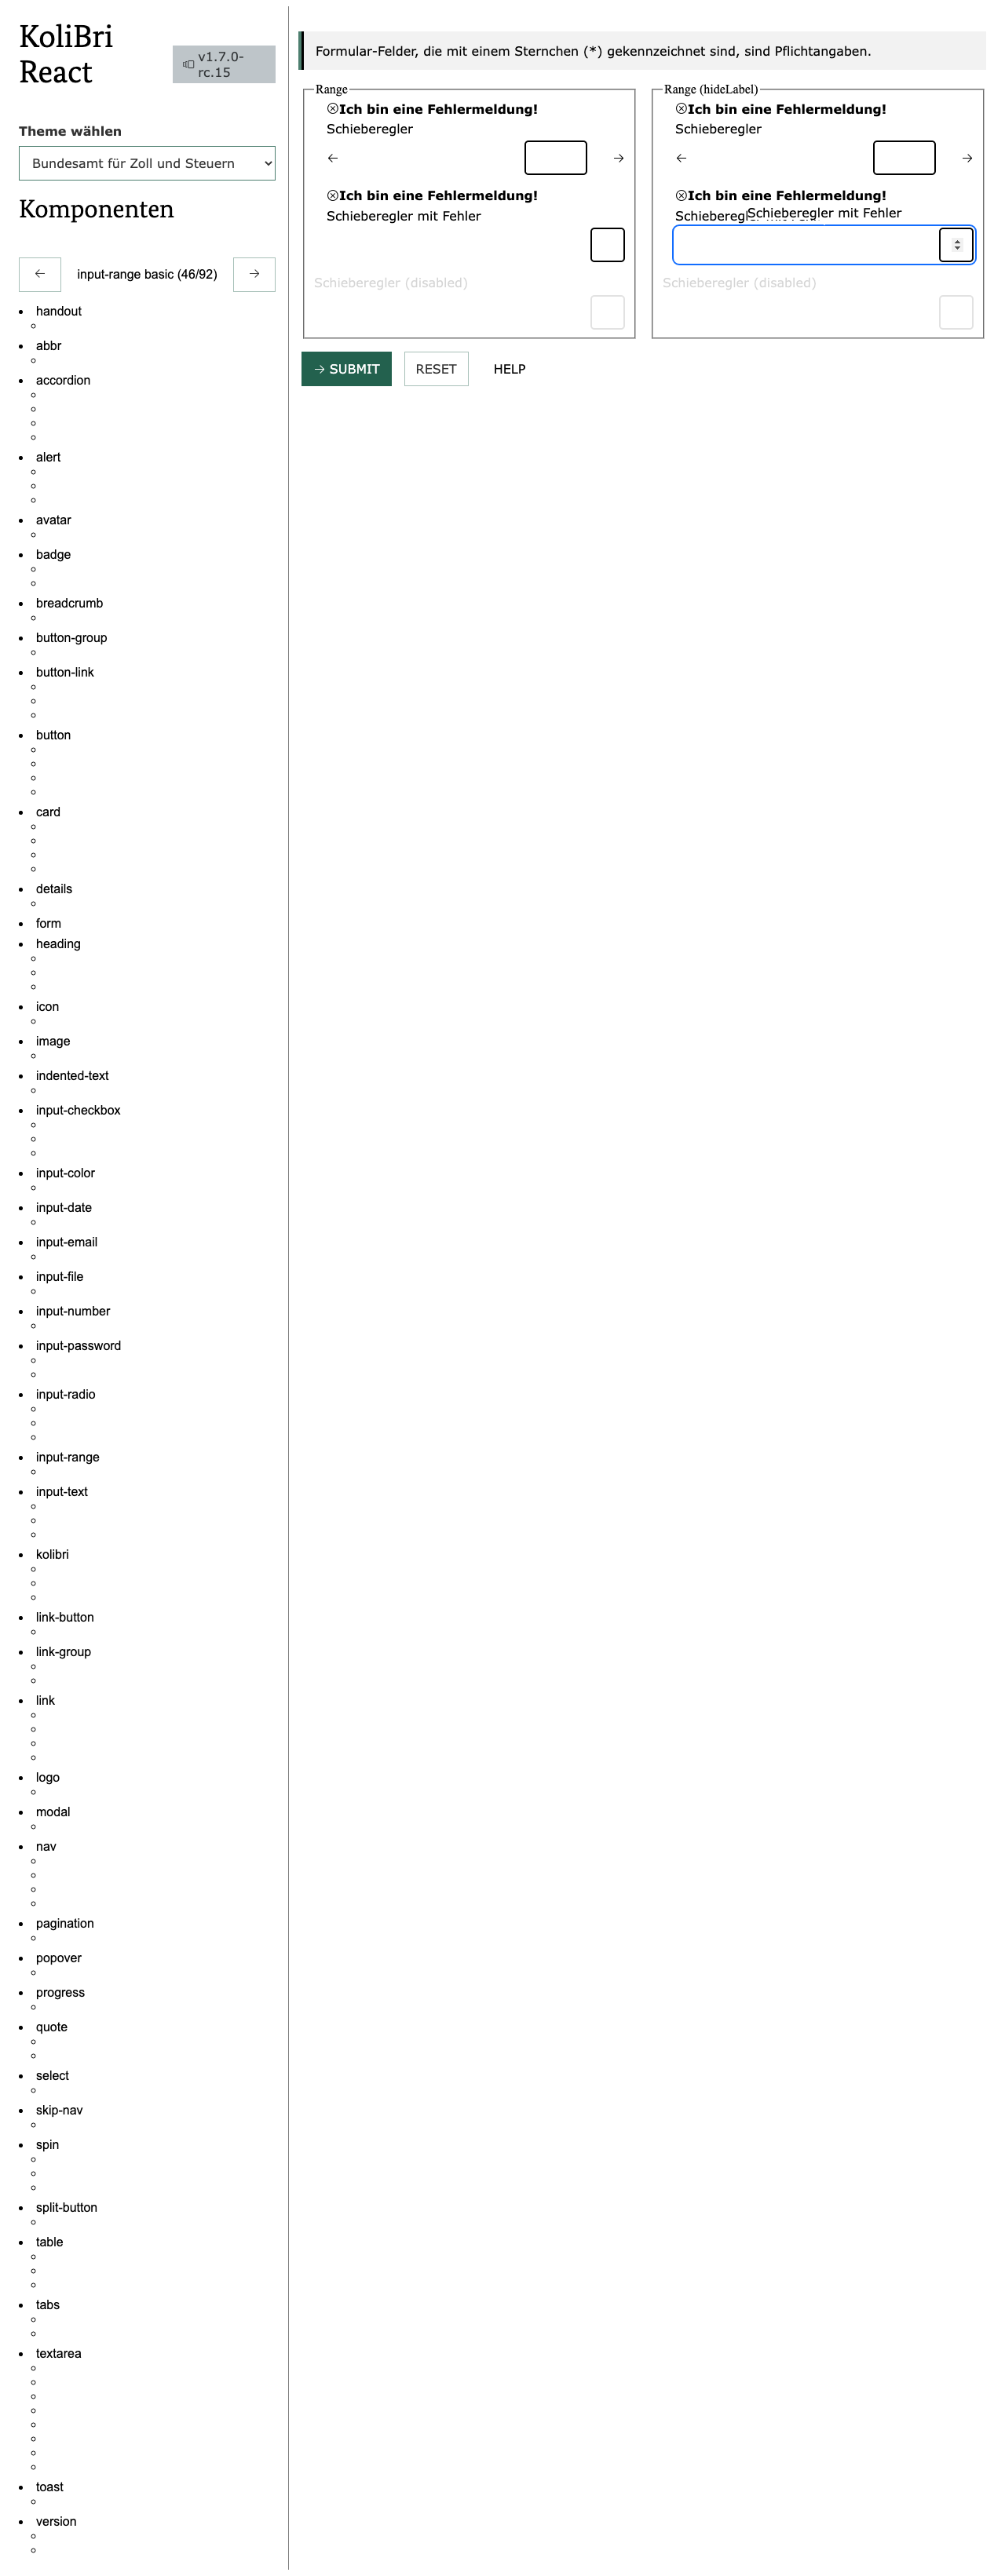 KoliBri
React
v1.7.0-
rc.15
Theme wählen
Bundesamt für Zoll und Steuern
Komponenten
input-range basic (46/92)
handout
abbr
accordion
alert
avatar
badge
breadcrumb
button-group
button-link
button
card
details
form
heading
icon
image
indented-text
input-checkbox
input-color
input-date
input-email
input-file
input-number
input-password
input-radio
input-range
input-text
kolibri
link-button
link-group
link
logo
modal
nav
pagination
popover
progress
quote
select
skip-nav
spin
split-button
table
tabs
textarea
toast
version
Formular-Felder, die mit einem Sternchen (*) gekennzeichnet sind, sind Pflichtangaben.
Range
Ich bin eine Fehlermeldung!
Schieberegler
Ich bin eine Fehlermeldung!
Schieberegler mit Fehler
Schieberegler (disabled)
Range (hideLabel)
Ich bin eine Fehlermeldung!
Schieberegler
Ich bin eine Fehlermeldung!
Schieberegler mit Fehler
Schieberegler (disabled)
SUBMIT RESET HELP